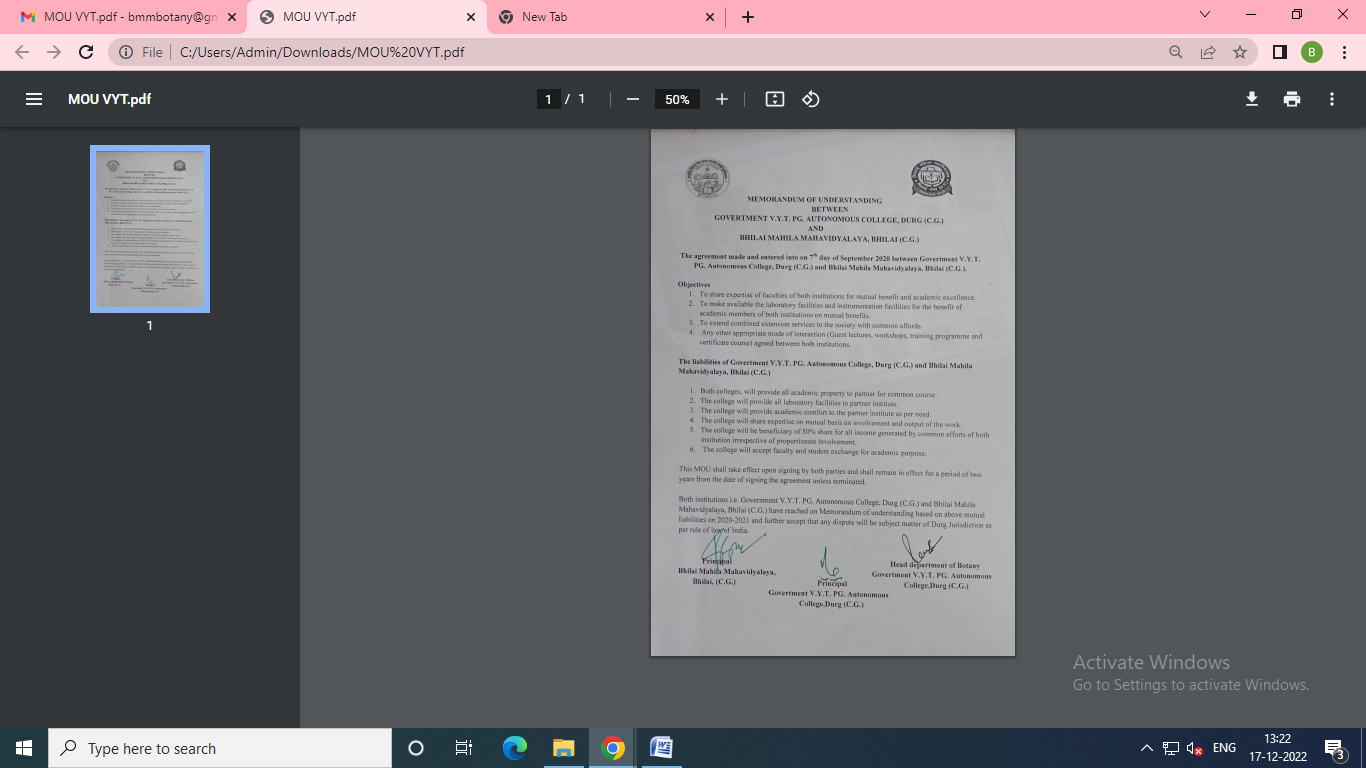 MOU VYT.pdf - bmmbotany@gm
MOU VYT.pdf
New Tab
File
C:/Users/Admin/Downloads/MOU%20VYT.pdf
B
MOU VYT.pdf
1 / 1
50%
1
MEMORANDUM OF UNDERSTANDING
BETWEEN
GOVERTMENT V.Y.T. PG. AUTONOMOUS COLLEGE, DURG (C.G.)
AND
BHILAI MAHILA MAHAVIDYALAYA, BHILAI (C.G.)
The agreement made and entered into on 7th day of September 2020 between Government V.Y.T.
PG. Autonomous College, Durg (C.G.) and Bhilai Mahila Mahavidyalaya, Bhilai (C.G.).
Objectives
1. To share expertise of faculties of both institutions for mutual benefit and academic excellence.
2. To make available the laboratory facilities and instrumentation facilities for the benefit of
academic members of both institutions on mutual benefits.
3. To extend combined extension services to the society with common affords.
4. Any other appropriate mode of interaction (Guest lectures, workshops, training programme and
certificate course) agreed between both institutions.
The liabilities of Govertment V.Y.T. PG. Autonomous College, Durg (C.G.) and Bhilai Mahila
Mahavidyalaya, Bhilai (C.G.)
1. Both colleges, will provide all academic property to partner for common course.
2. The college will provide all laboratory facilities to partner institute.
3. The college will provide academic comfort to the partner institute as per need.
4. The college will share expertise on mutual basis on involvement and output of the work.
5. The college will be beneficiary of 50% share for all income generated by common efforts of both
institution irrespective of proportionate involvement.
6. The college will accept faculty and student exchange for academic purpose.
This MOU shall take effect upon signing by both parties and shall remain in effect for a period of two
years from the date of signing the agreement unless terminated.
Both institutions i.e. Government V.Y.T. PG. Autonomous College, Durg (C.G.) and Bhilai Mahila
Mahavidyalaya, Bhilai (C.G.) have reached on Memorandum of understanding based on above mutual
liabilities on 2020-2021 and further accept that any dispute will be subject matter of Durg Jurisdiction as
per rule of law of India.
Principal
Bhilai Mahila Mahavidyalaya,
Bhilai, (C.G.)
Principal
Govertment V.Y.T. PG. Autonomous
College,Durg (C.G.)
Head department of Botany
Govertment V.Y.T. PG. Autonomous
College,Durg (C.G.)
Activate Windows
Go to Settings to activate Windows.
Type here to search
ENG
13:22
17-12-2022
3